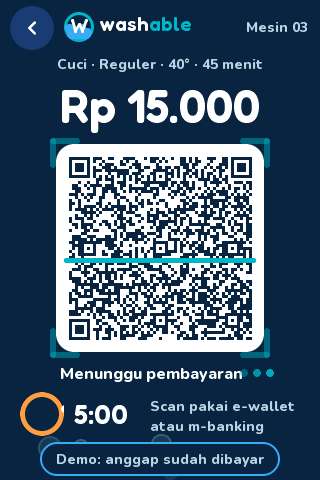 washable
Mesin 03
Cuci · Reguler · 40° · 45 menit
Rp 15.000
Menunggu pembayaran
5:00
Scan pakai e-wallet
atau m-banking
Demo: anggap sudah dibayar